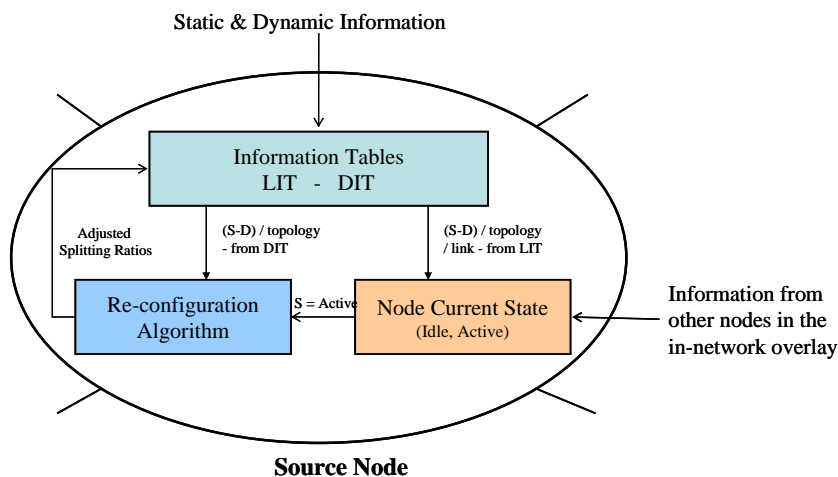 Static & Dynamic Information
Information Tables
LIT - DIT
Adjusted
Splitting Ratios
(S-D) / topology
- from DIT
(S-D) / topology
/ link - from LIT
Re-configuration
Algorithm
S = Active
Node Current State
(Idle, Active)
Information from
other nodes in the
in-network overlay
Source Node